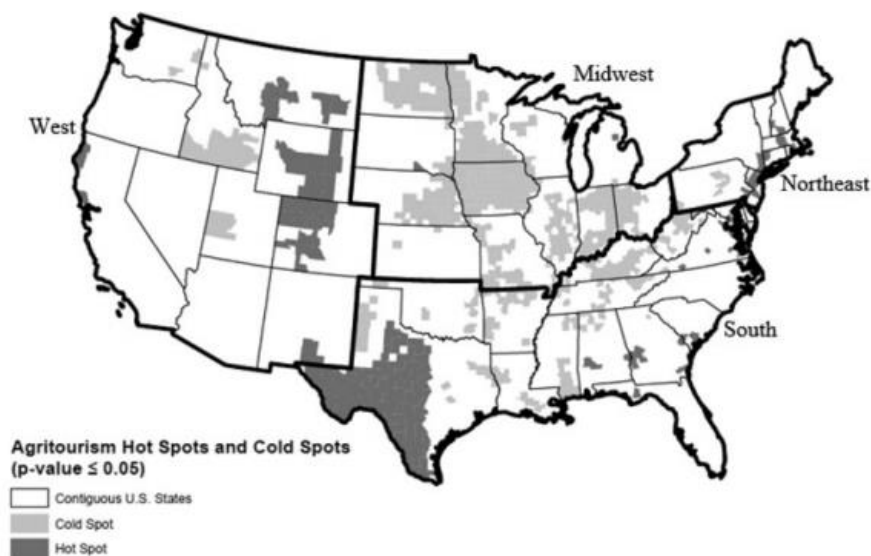 Midwest
West
Northeast
South
Agritourism Hot Spots and Cold Spots
(p-value ≤ 0.05)
Contiguous U.S. States
Cold Spot
Hot Spot